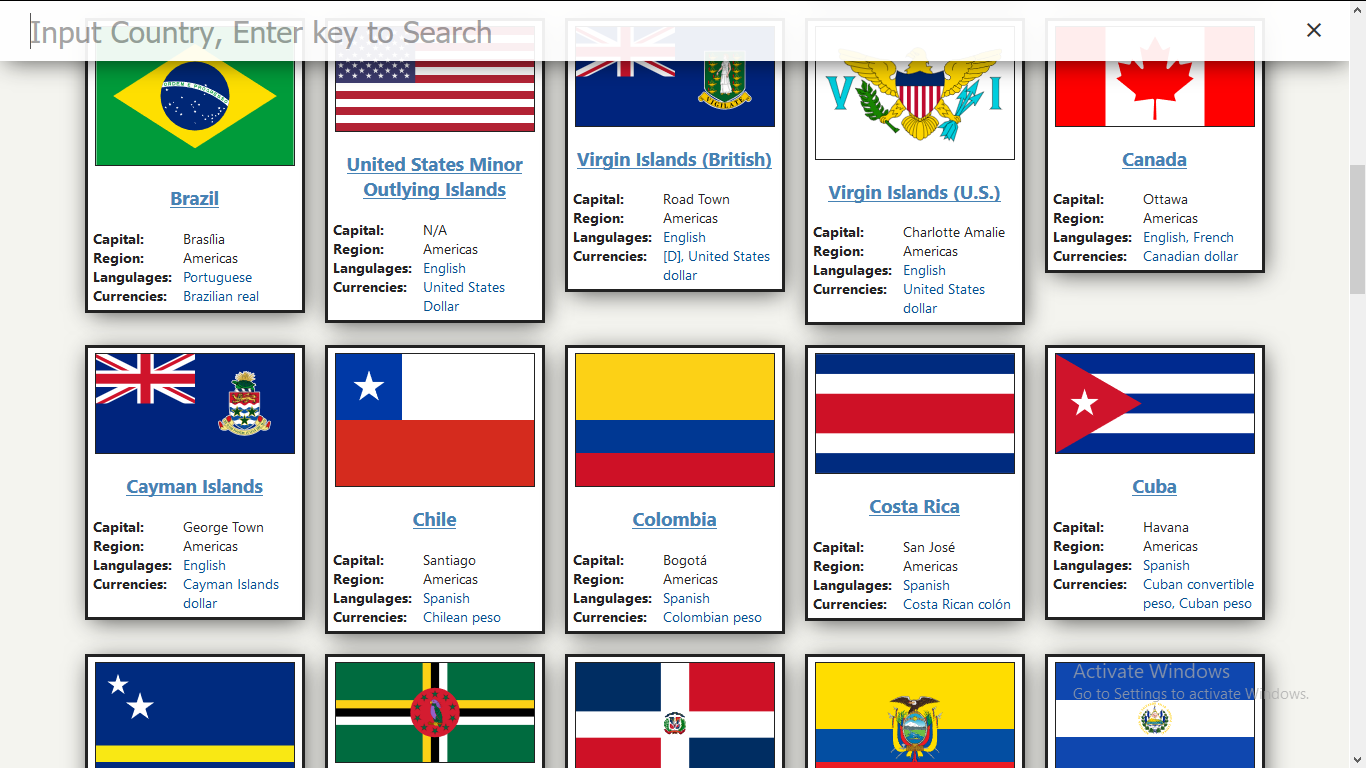 Input Country, Enter key to Search
×
VIGILATE
V I
Brazil
Capital: Brasília
Region: Americas
Langulages: Portuguese
Currencies: Brazilian real
United States Minor
Outlying Islands
Capital: N/A
Region: Americas
Langulages: English
Currencies: United States
Dollar
Virgin Islands (British)
Capital: Road Town
Region: Americas
Langulages: English
Currencies: [D], United States
dollar
Virgin Islands (U.S.)
Capital: Charlotte Amalie
Region: Americas
Langulages: English
Currencies: United States
dollar
Canada
Capital: Ottawa
Region: Americas
Langulages: English, French
Currencies: Canadian dollar
Cayman Islands
Capital: George Town
Region: Americas
Langulages: English
Currencies: Cayman Islands
dollar
Chile
Capital: Santiago
Region: Americas
Langulages: Spanish
Currencies: Chilean peso
Colombia
Capital: Bogotá
Region: Americas
Langulages: Spanish
Currencies: Colombian peso
Costa Rica
Capital: San José
Region: Americas
Langulages: Spanish
Currencies: Costa Rican colón
Cuba
Capital: Havana
Region: Americas
Langulages: Spanish
Currencies: Cuban convertible
peso, Cuban peso
Activate Windows
Go to Settings to activate Windows.